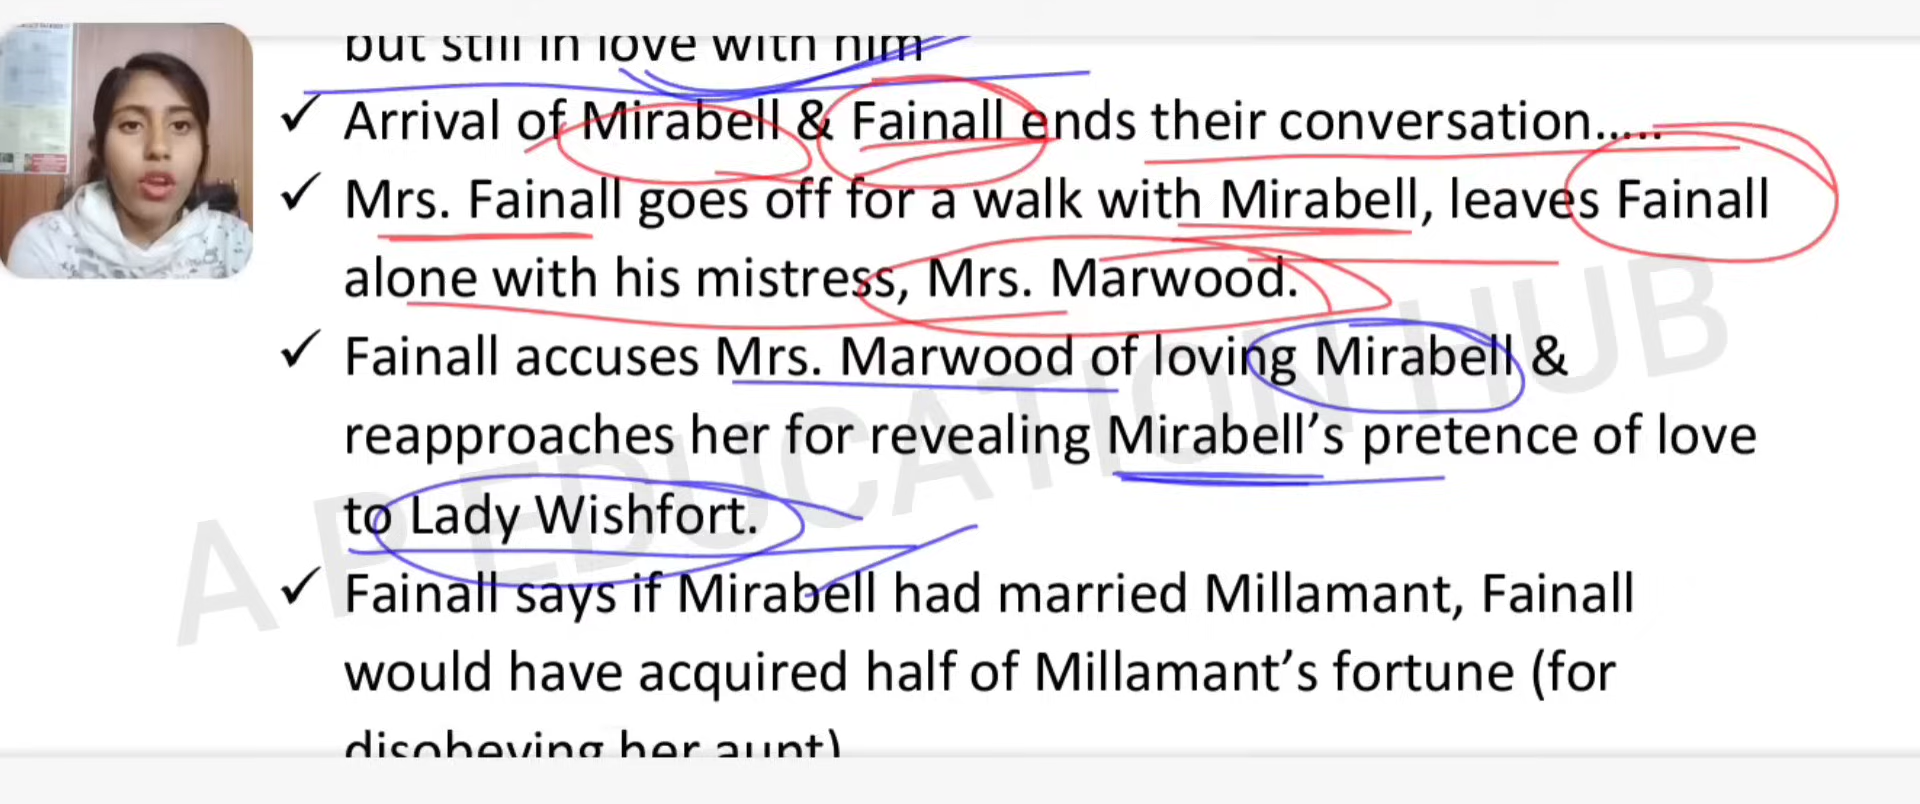 but still in love with him
✓ Arrival of Mirabell & Fainall ends their conversation.....
✓ Mrs. Fainall goes off for a walk with Mirabell, leaves Fainall
alone with his mistress, Mrs. Marwood.
✓ Fainall accuses Mrs. Marwood of loving Mirabell &
reapproaches her for revealing Mirabell’s pretence of love
to Lady Wishfort.
✓ Fainall says if Mirabell had married Millamant, Fainall
would have acquired half of Millamant’s fortune (for
disobeying her aunt)
A P EDUCATION HUB